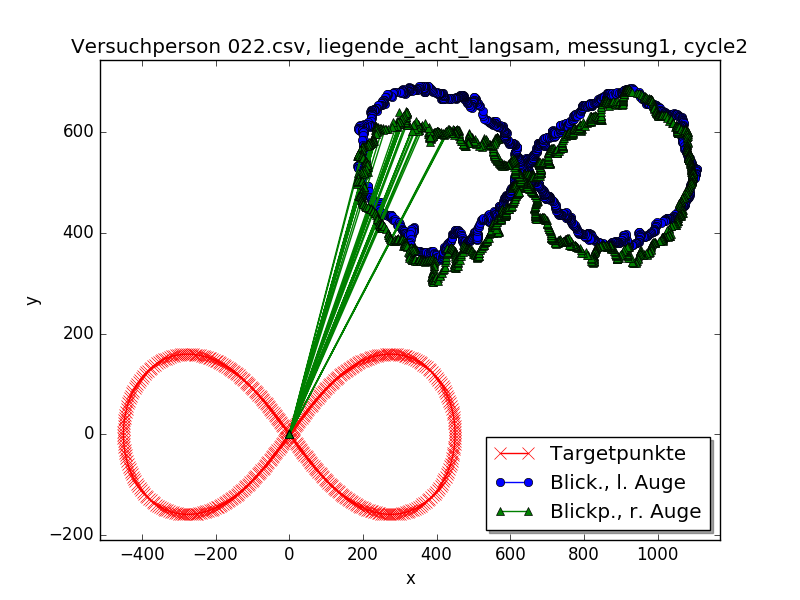 Versuchperson 022.csv, liegende_acht_langsam, messung1, cycle2
600
400
y
200
0
−200
−400
−200
0
200
400
600
800
1000
x
Targetpunkte
Blick., l. Auge
Blickp., r. Auge